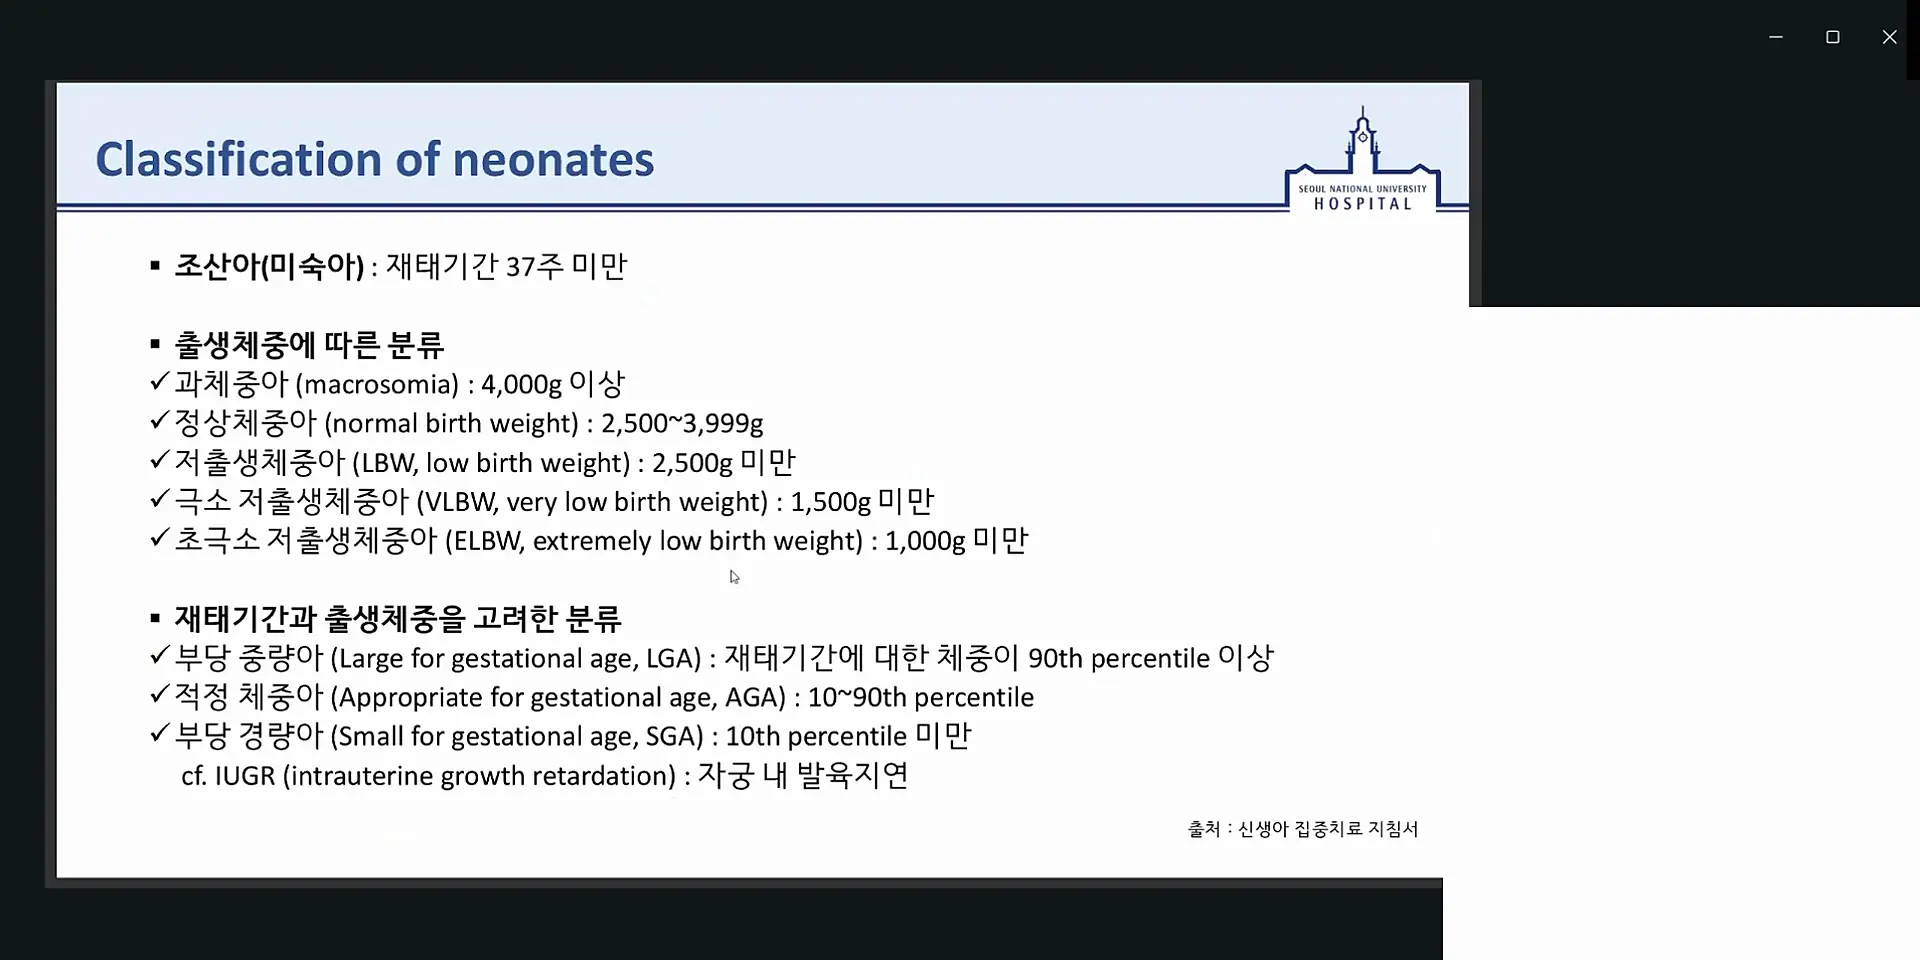 Classification of neonates
SEOUL NATIONAL UNIVERSITY
HOSPITAL
▪ 조산아(미숙아) : 재태기간 37주 미만
▪ 출생체중에 따른 분류
✓과체중아 (macrosomia) : 4,000g 이상
✓정상체중아 (normal birth weight) : 2,500~3,999g
✓저출생체중아 (LBW, low birth weight) : 2,500g 미만
✓극소 저출생체중아 (VLBW, very low birth weight) : 1,500g 미만
✓초극소 저출생체중아 (ELBW, extremely low birth weight) : 1,000g 미만
▪ 재태기간과 출생체중을 고려한 분류
✓부당 중량아 (Large for gestational age, LGA) : 재태기간에 대한 체중이 90th percentile 이상
✓적정 체중아 (Appropriate for gestational age, AGA) : 10~90th percentile
✓부당 경량아 (Small for gestational age, SGA) : 10th percentile 미만
cf. IUGR (intrauterine growth retardation) : 자궁 내 발육지연
출처 : 신생아 집중치료 지침서